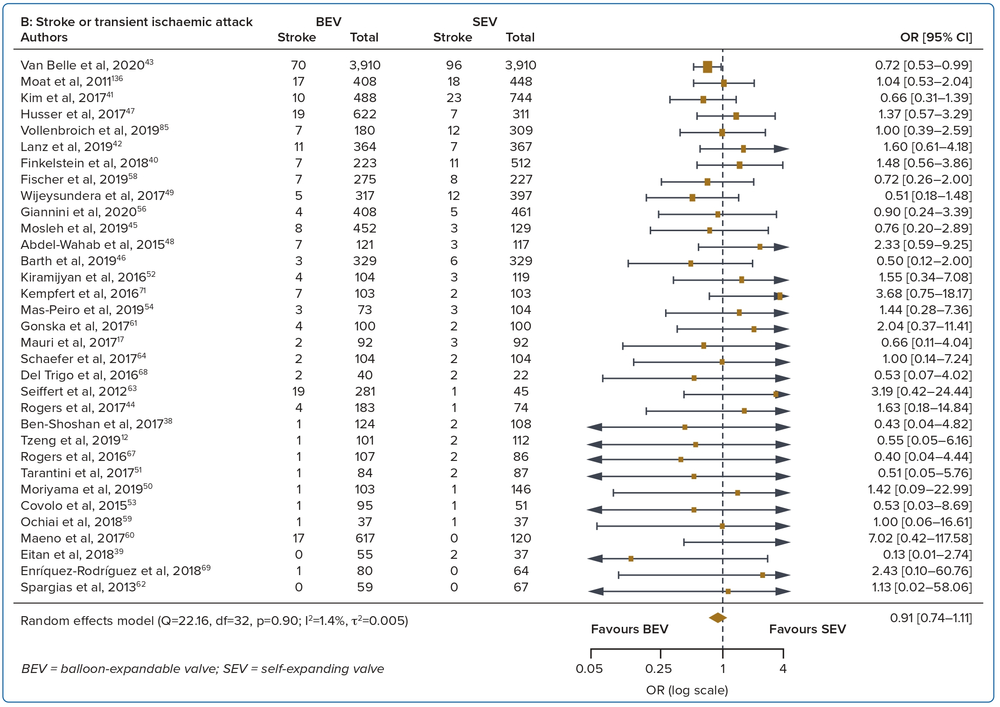 B: Stroke or transient ischaemic attack BEV SEV
Authors Stroke Total Stroke Total OR [95% CI]
Van Belle et al, 2020⁴³ 70 3,910 96 3,910 0.72 [0.53–0.99]
Moat et al, 2011¹³⁶ 17 408 18 448 1.04 [0.53–2.04]
Kim et al, 2017⁴¹ 10 488 23 744 0.66 [0.31–1.39]
Husser et al, 2017⁴⁷ 19 622 7 311 1.37 [0.57–3.29]
Vollenbroich et al, 2019⁸⁵ 7 180 12 309 1.00 [0.39–2.59]
Lanz et al, 2019⁴² 11 364 7 367 1.60 [0.61–4.18]
Finkelstein et al, 2018⁴⁰ 7 223 11 512 1.48 [0.56–3.86]
Fischer et al, 2019⁵⁸ 7 275 8 227 0.72 [0.26–2.00]
Wijeysundera et al, 2017⁴⁹ 5 317 12 397 0.51 [0.18–1.48]
Giannini et al, 2020⁵⁶ 4 408 5 461 0.90 [0.24–3.39]
Mosleh et al, 2019⁴⁵ 8 452 3 129 0.76 [0.20–2.89]
Abdel-Wahab et al, 2015⁴⁸ 7 121 3 117 2.33 [0.59–9.25]
Barth et al, 2019⁴⁶ 3 329 6 329 0.50 [0.12–2.00]
Kiramijyan et al, 2016⁵² 4 104 3 119 1.55 [0.34–7.08]
Kempfert et al, 2016⁷¹ 7 103 2 103 3.68 [0.75–18.17]
Mas-Peiro et al, 2019⁵⁴ 3 73 3 104 1.44 [0.28–7.36]
Gonska et al, 2017⁶¹ 4 100 2 100 2.04 [0.37–11.41]
Mauri et al, 2017¹⁷ 2 92 3 92 0.66 [0.11–4.04]
Schaefer et al, 2017⁶⁴ 2 104 2 104 1.00 [0.14–7.24]
Del Trigo et al, 2016⁶⁸ 2 40 2 22 0.53 [0.07–4.02]
Seiffert et al, 2012⁶³ 19 281 1 45 3.19 [0.42–24.44]
Rogers et al, 2017⁴⁴ 4 183 1 74 1.63 [0.18–14.84]
Ben-Shoshan et al, 2017³⁸ 1 124 2 108 0.43 [0.04–4.82]
Tzeng et al, 2019¹² 1 101 2 112 0.55 [0.05–6.16]
Rogers et al, 2016⁶⁷ 1 107 2 86 0.40 [0.04–4.44]
Tarantini et al, 2017⁵¹ 1 84 2 87 0.51 [0.05–5.76]
Moriyama et al, 2019⁵⁰ 1 103 1 146 1.42 [0.09–22.99]
Covolo et al, 2015⁵³ 1 95 1 51 0.53 [0.03–8.69]
Ochiai et al, 2018⁵⁹ 1 37 1 37 1.00 [0.06–16.61]
Maeno et al, 2017⁶⁰ 17 617 0 120 7.02 [0.42–117.58]
Eitan et al, 2018³⁹ 0 55 2 37 0.13 [0.01–2.74]
Enríquez-Rodríguez et al, 2018⁶⁹ 1 80 0 64 2.43 [0.10–60.76]
Spargias et al, 2013⁶² 0 59 0 67 1.13 [0.02–58.06]
Random effects model (Q=22.16, df=32, p=0.90; I²=1.4%, τ²=0.005) 0.91 [0.74–1.11]
Favours BEV Favours SEV
BEV = balloon-expandable valve; SEV = self-expanding valve 0.05 0.25 1 4
OR (log scale)